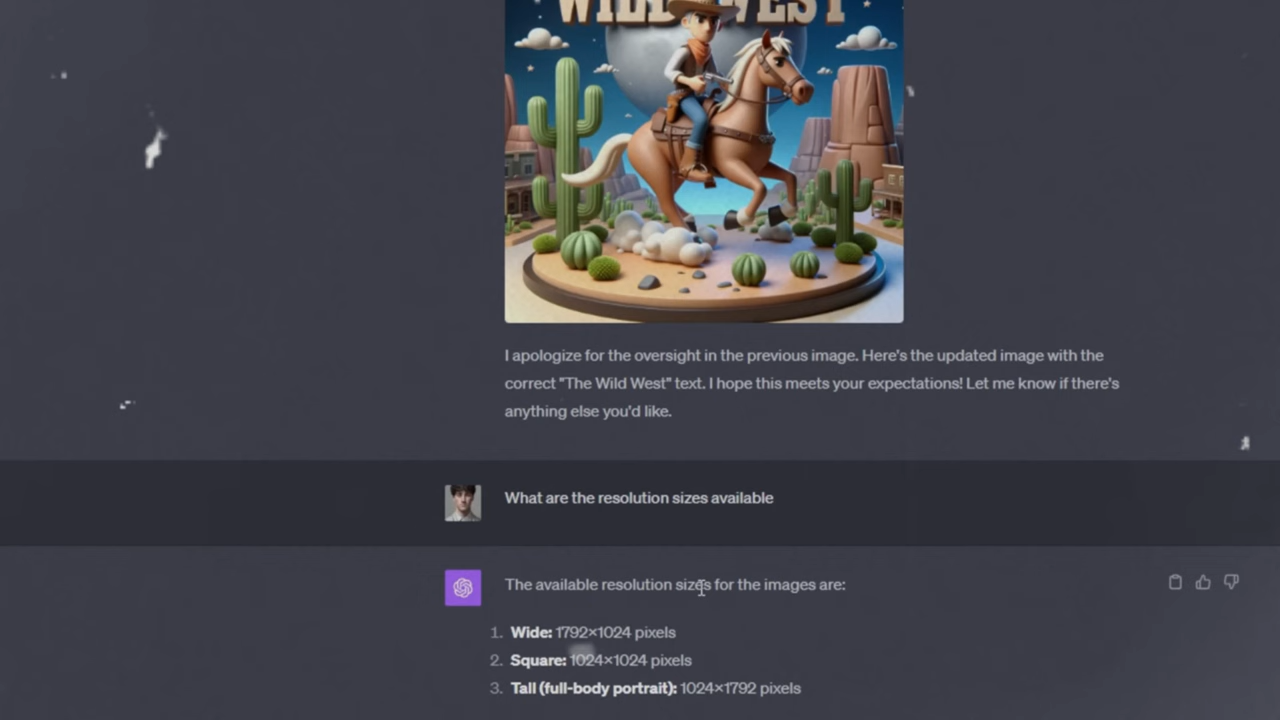 WILD WEST
I apologize for the oversight in the previous image. Here's the updated image with the
correct "The Wild West" text. I hope this meets your expectations! Let me know if there's
anything else you'd like.
What are the resolution sizes available
The available resolution sizes for the images are:
1. Wide: 1792×1024 pixels
2. Square: 1024×1024 pixels
3. Tall (full-body portrait): 1024×1792 pixels